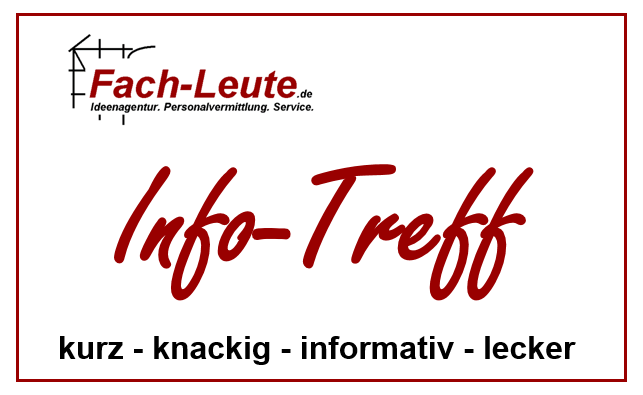 Fach-Leute.de
Ideenagentur. Personalvermittlung. Service.
Info-Treff
kurz - knackig - informativ - lecker